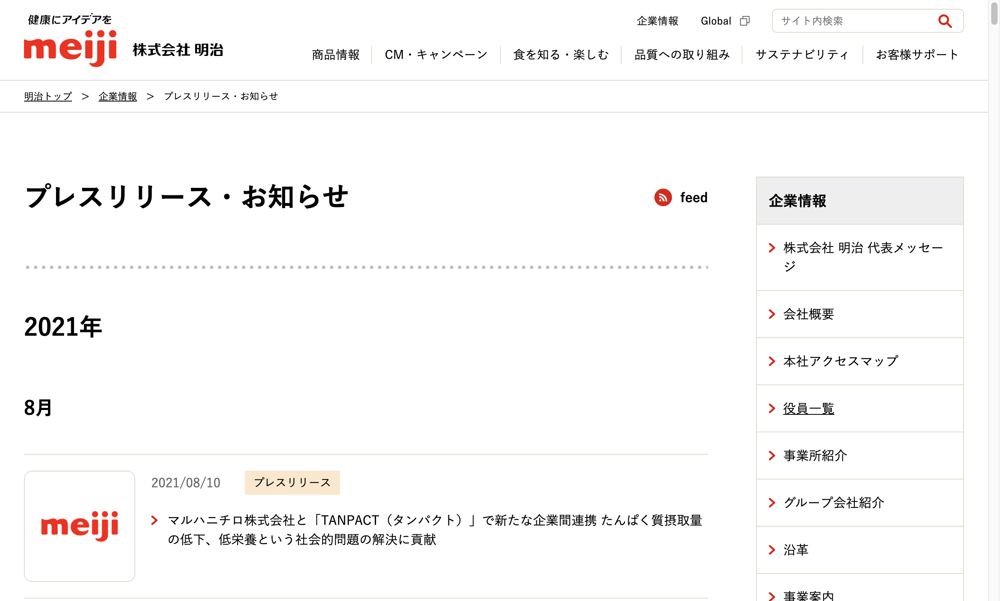 健康にアイデアを
meiji
株式会社 明治
企業情報
Global
サイト内検索
商品情報
CM・キャンペーン
食を知る・楽しむ
品質への取り組み
サステナビリティ
お客様サポート
明治トップ > 企業情報 > プレスリリース・お知らせ
プレスリリース・お知らせ
feed
2021年
8月
meiji
2021/08/10
プレスリリース
マルハニチロ株式会社と「TANPACT（タンパクト）」で新たな企業間連携 たんぱく質摂取量
の低下、低栄養という社会的問題の解決に貢献
企業情報
株式会社 明治 代表メッセー
ジ
会社概要
本社アクセスマップ
役員一覧
事業所紹介
グループ会社紹介
沿革
事業案内